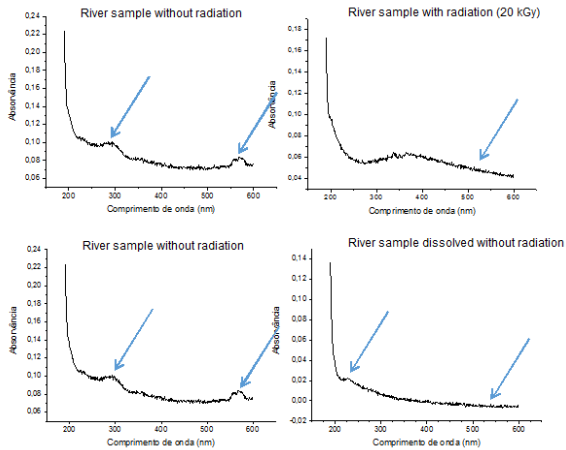 River sample without radiation
0,24
0,22
0,20
0,18
0,16
0,14
0,12
0,10
0,08
0,06
Absorvância
200 300 400 500 600
Comprimento de onda (nm)
River sample with radiation (20 kGy)
0,18
0,16
0,14
0,12
0,10
0,08
0,06
0,04
Absorvância
200 300 400 500 600
Comprimento de onda (nm)
River sample without radiation
0,24
0,22
0,20
0,18
0,16
0,14
0,12
0,10
0,08
0,06
Absorvância
200 300 400 500 600
Comprimento de onda (nm)
River sample dissolved without radiation
0,14
0,12
0,10
0,08
0,06
0,04
0,02
0,00
-0,02
Absorvância
200 300 400 500 600
Comprimento de onda (nm)